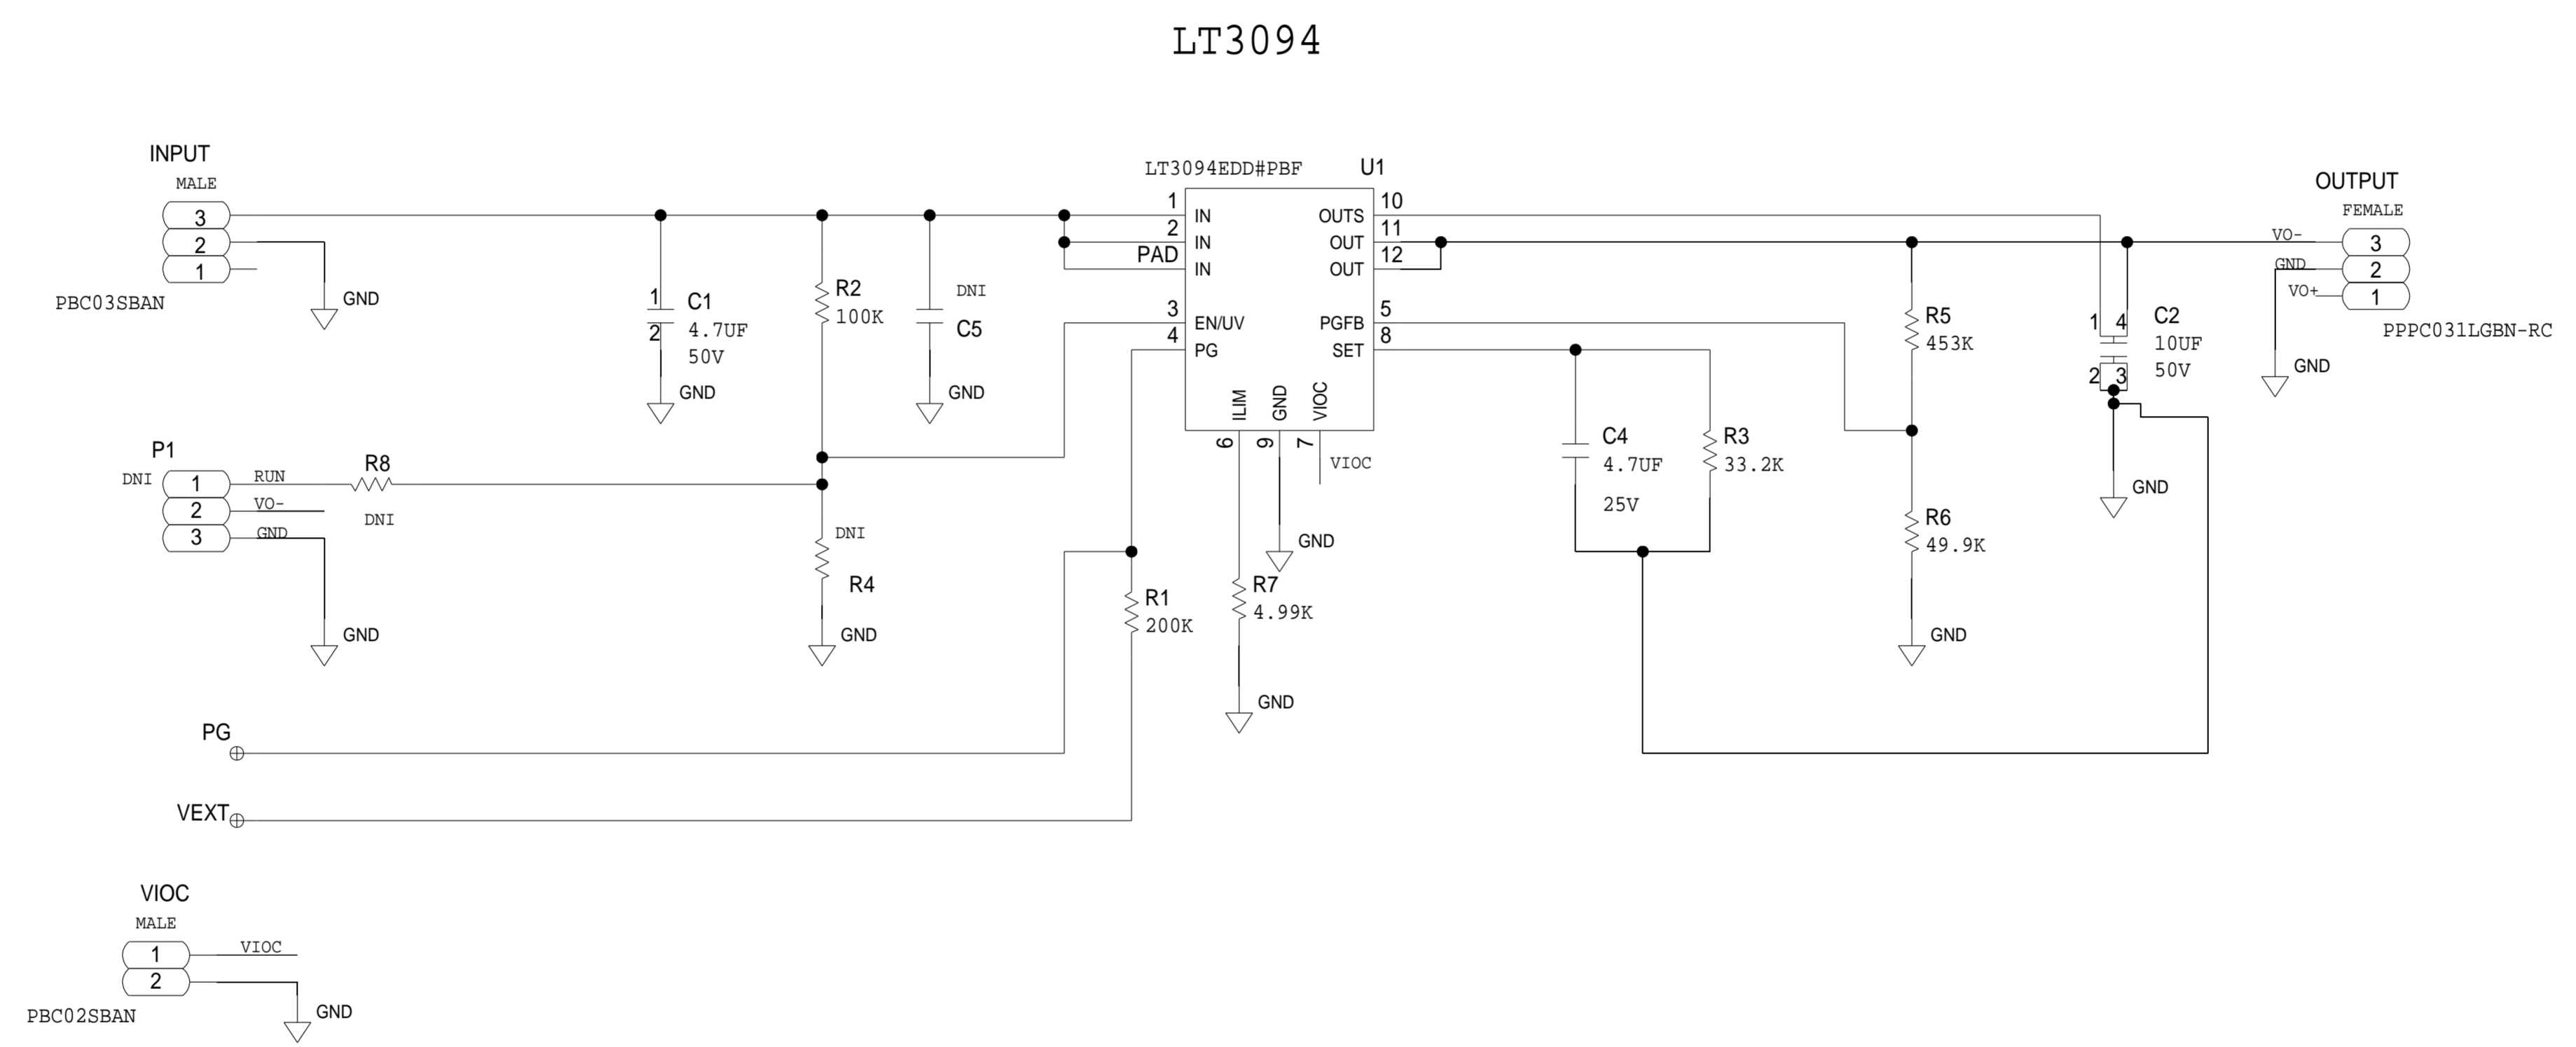 LT3094
INPUT
MALE
3
2
1
PBC03SBAN
GND
1
C1
2
4.7UF
50V
GND
R2
100K
DNI
C5
GND
LT3094EDD#PBF
U1
1
IN
2
IN
PAD
IN
3
EN/UV
4
PG
OUTS
10
OUT
11
OUT
12
PGFB
5
SET
8
ILIM
GND
VIOC
6
9
7
VIOC
GND
R7
4.99K
GND
C4
4.7UF
25V
R3
33.2K
R5
453K
R6
49.9K
GND
1
4
C2
10UF
50V
2
3
GND
OUTPUT
FEMALE
VO-
3
GND
2
VO+
1
PPPC031LGBN-RC
GND
P1
DNI
1
RUN
2
VO-
3
GND
R8
DNI
GND
DNI
R4
GND
R1
200K
PG
VEXT
VIOC
MALE
1
VIOC
2
PBC02SBAN
GND